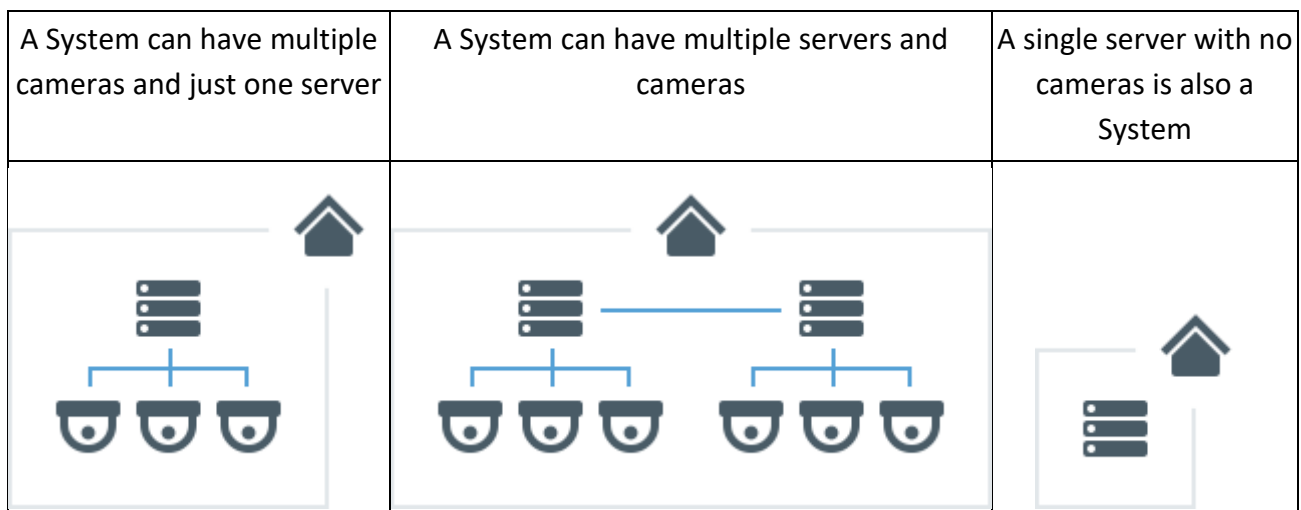 A System can have multiple
cameras and just one server
A System can have multiple servers and
cameras
A single server with no
cameras is also a
System